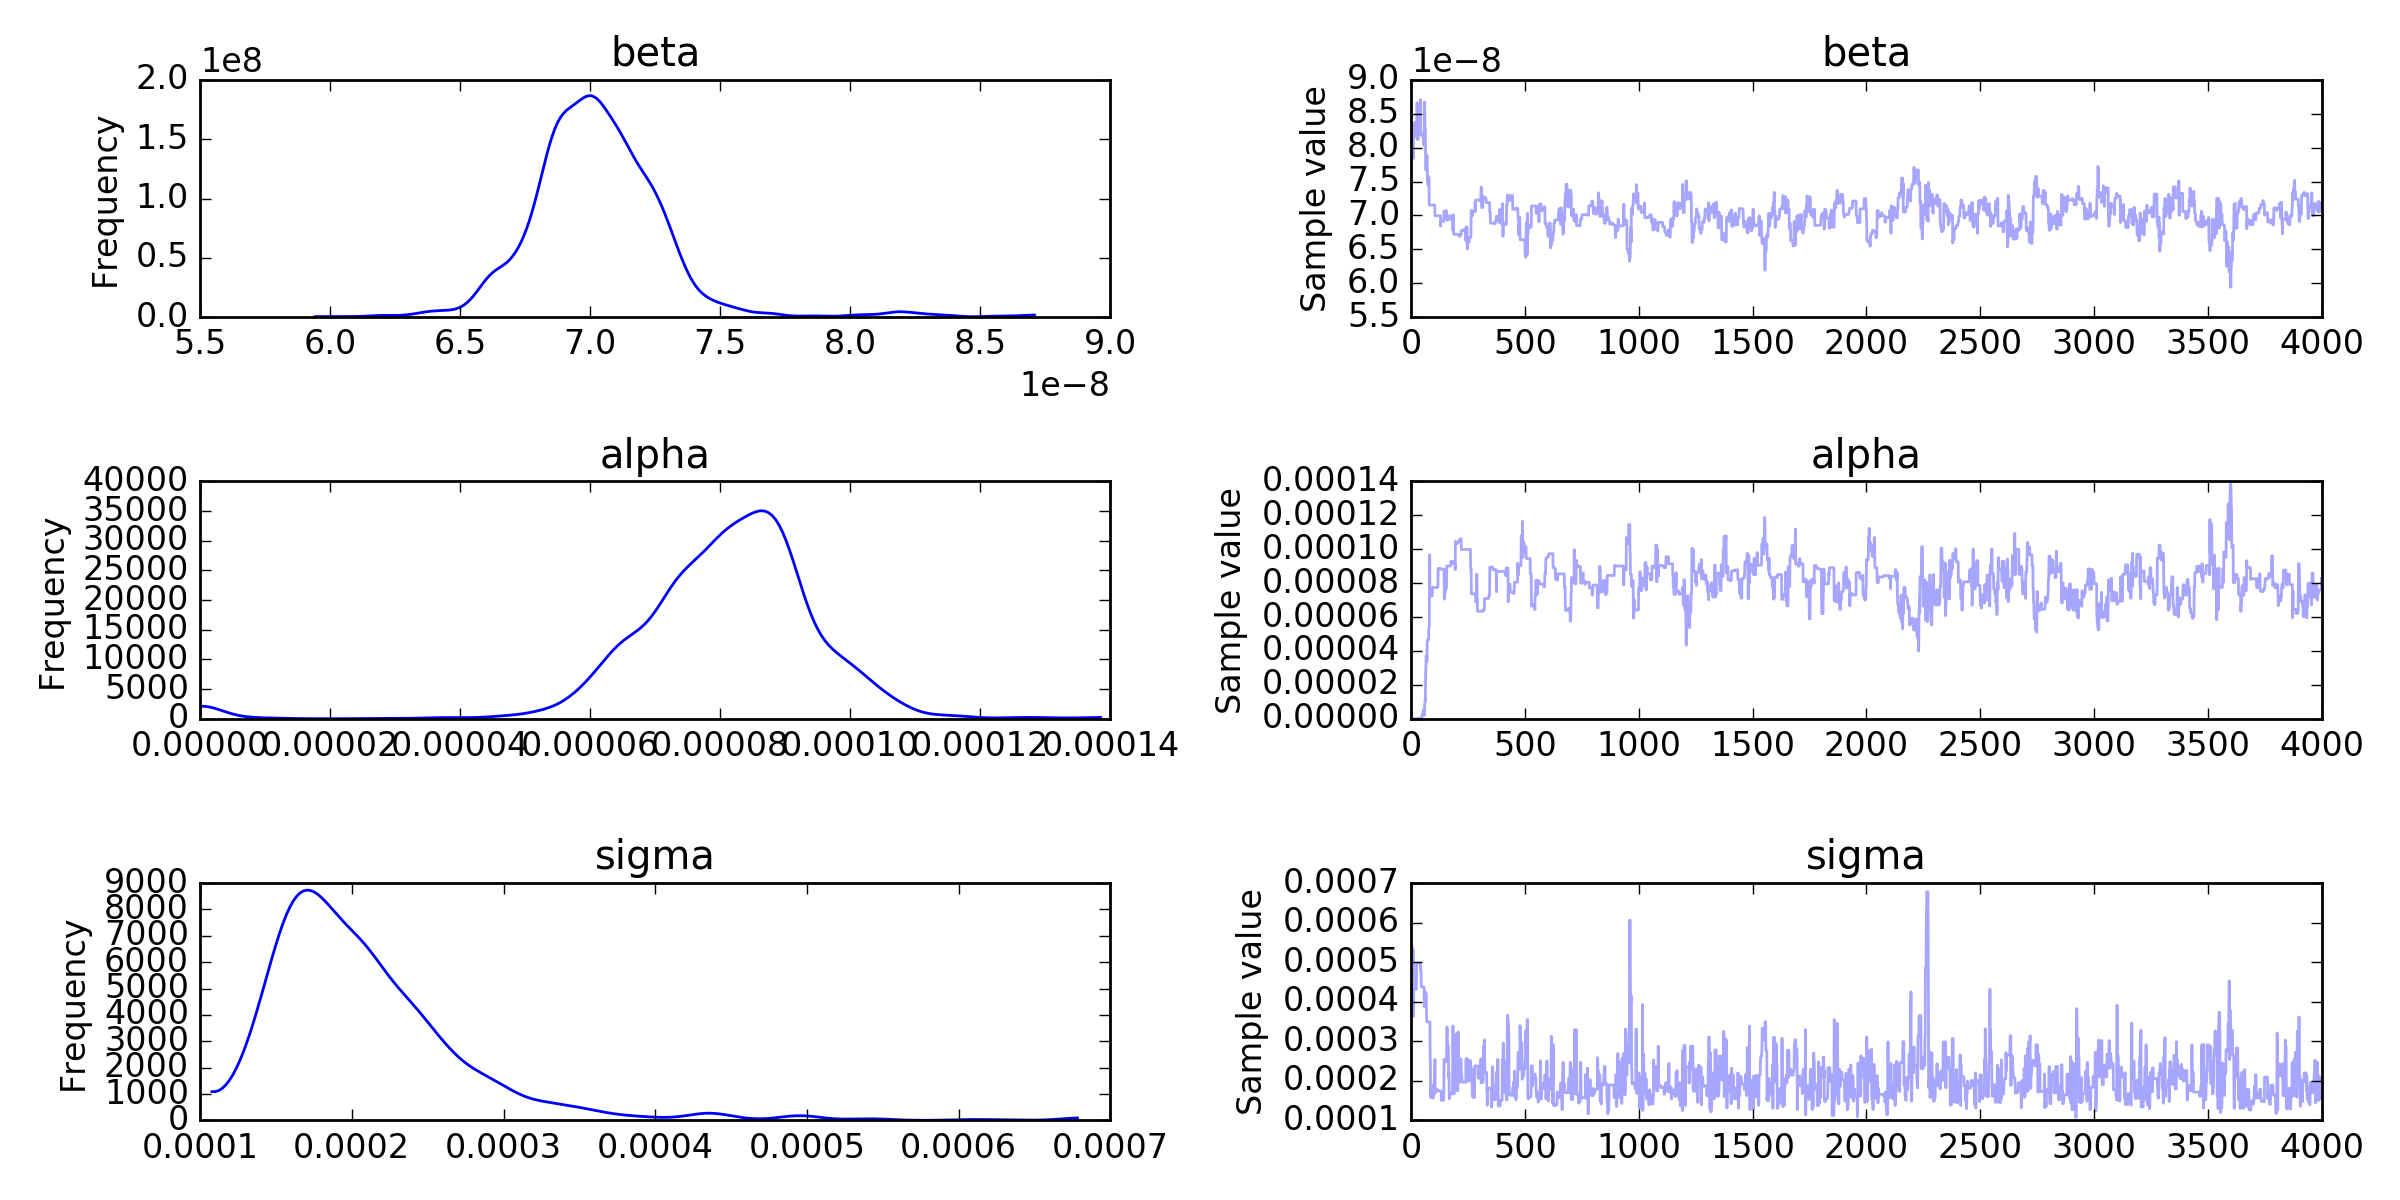 beta
1e8
Frequency
2.0
1.5
1.0
0.5
0.0
5.5 6.0 6.5 7.0 7.5 8.0 8.5 9.0
1e−8
beta
1e−8
Sample value
9.0
8.5
8.0
7.5
7.0
6.5
6.0
5.5
0 500 1000 1500 2000 2500 3000 3500 4000
alpha
Frequency
40000
35000
30000
25000
20000
15000
10000
5000
0
0.00000 0.00002 0.00004 0.00006 0.00008 0.00010 0.00012 0.00014
alpha
Sample value
0.00014
0.00012
0.00010
0.00008
0.00006
0.00004
0.00002
0.00000
0 500 1000 1500 2000 2500 3000 3500 4000
sigma
Frequency
9000
8000
7000
6000
5000
4000
3000
2000
1000
0
0.0001 0.0002 0.0003 0.0004 0.0005 0.0006 0.0007
sigma
Sample value
0.0007
0.0006
0.0005
0.0004
0.0003
0.0002
0.0001
0 500 1000 1500 2000 2500 3000 3500 4000